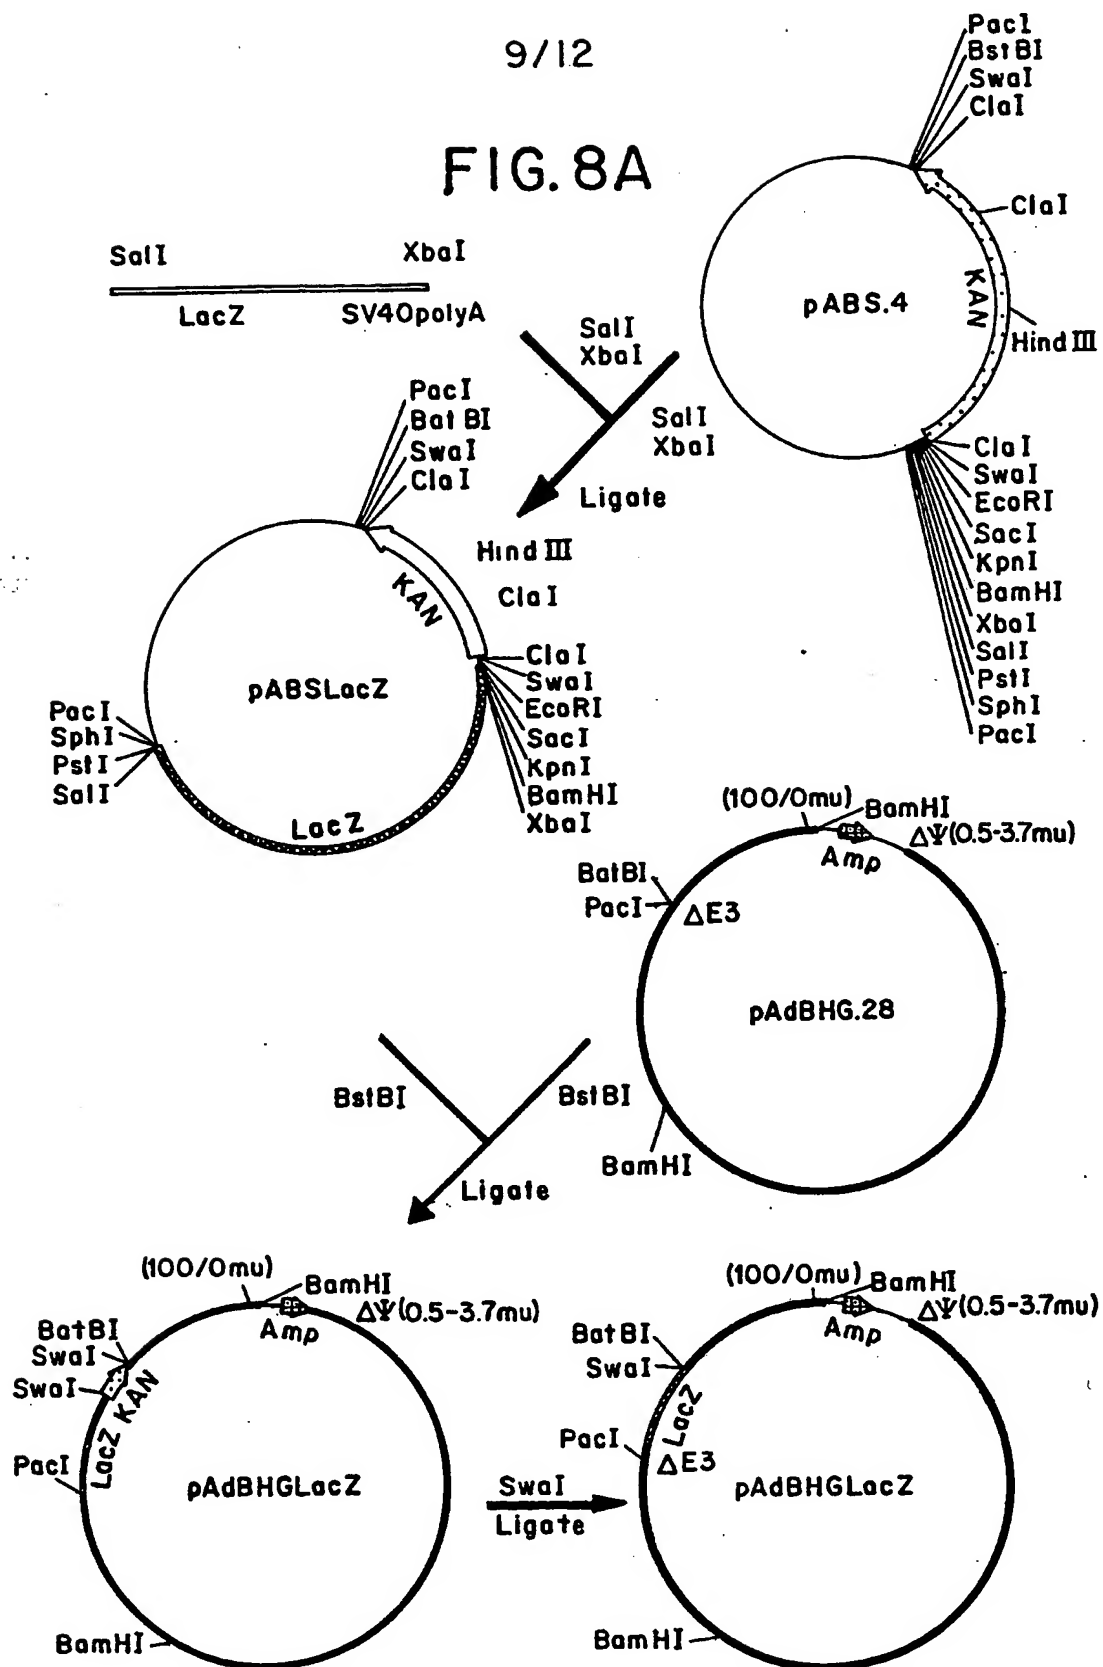 9/12
FIG. 8A
PacI
BstBI
SwaI
ClaI
ClaI
KAN
pABS.4
Hind III
ClaI
SwaI
EcoRI
SacI
KpnI
BamHI
XbaI
SalI
PstI
SphI
PacI
SalI
XbaI
LacZ
SV40polyA
SalI
XbaI
SalI
XbaI
Ligate
PacI
BatBI
SwaI
ClaI
Hind III
ClaI
KAN
pABSLacZ
ClaI
SwaI
EcoRI
SacI
KpnI
BamHI
XbaI
PacI
SphI
PstI
SalI
LacZ
(100/0mu)
BamHI
ΔΨ(0.5-3.7mu)
Amp
BatBI
PacI
ΔE3
pAdBHG.28
BamHI
BstBI
BstBI
Ligate
(100/0mu)
BamHI
ΔΨ(0.5-3.7mu)
Amp
BatBI
SwaI
SwaI
KAN
LacZ
PacI
pAdBHGLacZ
BamHI
SwaI
Ligate
(100/0mu)
BamHI
ΔΨ(0.5-3.7mu)
Amp
BatBI
SwaI
LacZ
PacI
ΔE3
pAdBHGLacZ
BamHI